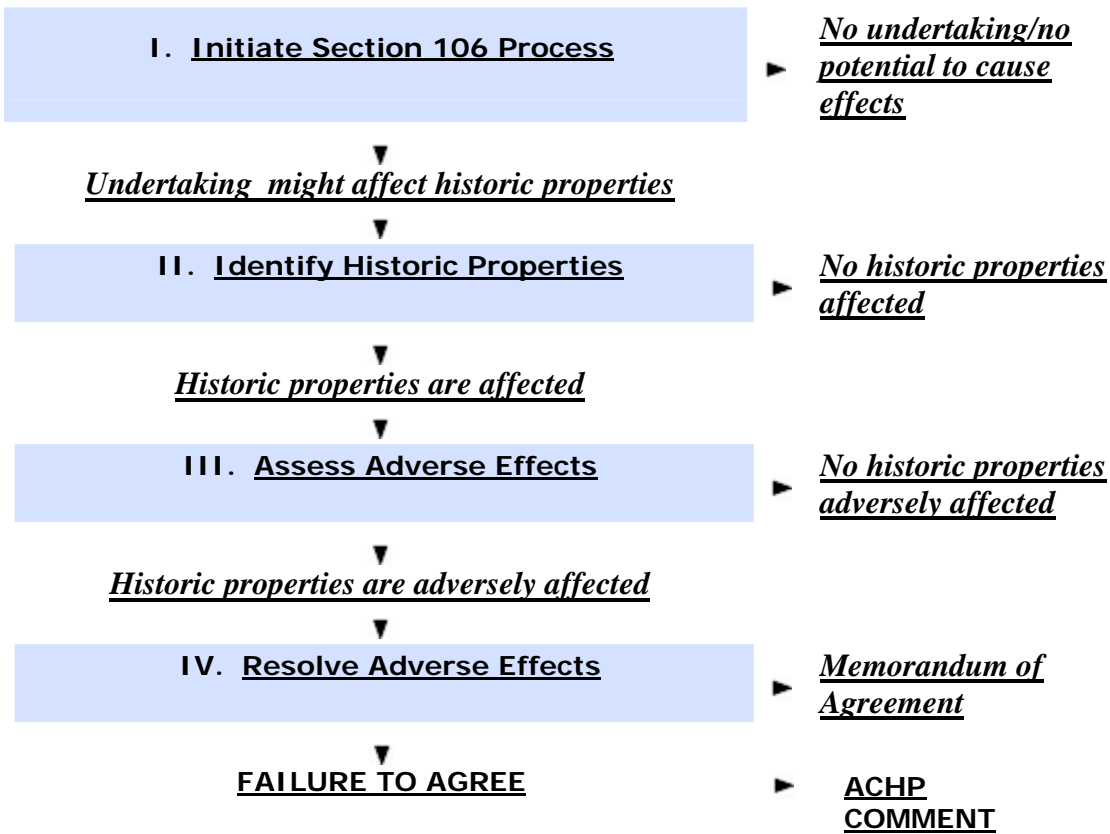 I. Initiate Section 106 Process
No undertaking/no
potential to cause
effects
Undertaking might affect historic properties
II. Identify Historic Properties
No historic properties
affected
Historic properties are affected
III. Assess Adverse Effects
No historic properties
adversely affected
Historic properties are adversely affected
IV. Resolve Adverse Effects
Memorandum of
Agreement
FAILURE TO AGREE
ACHP
COMMENT